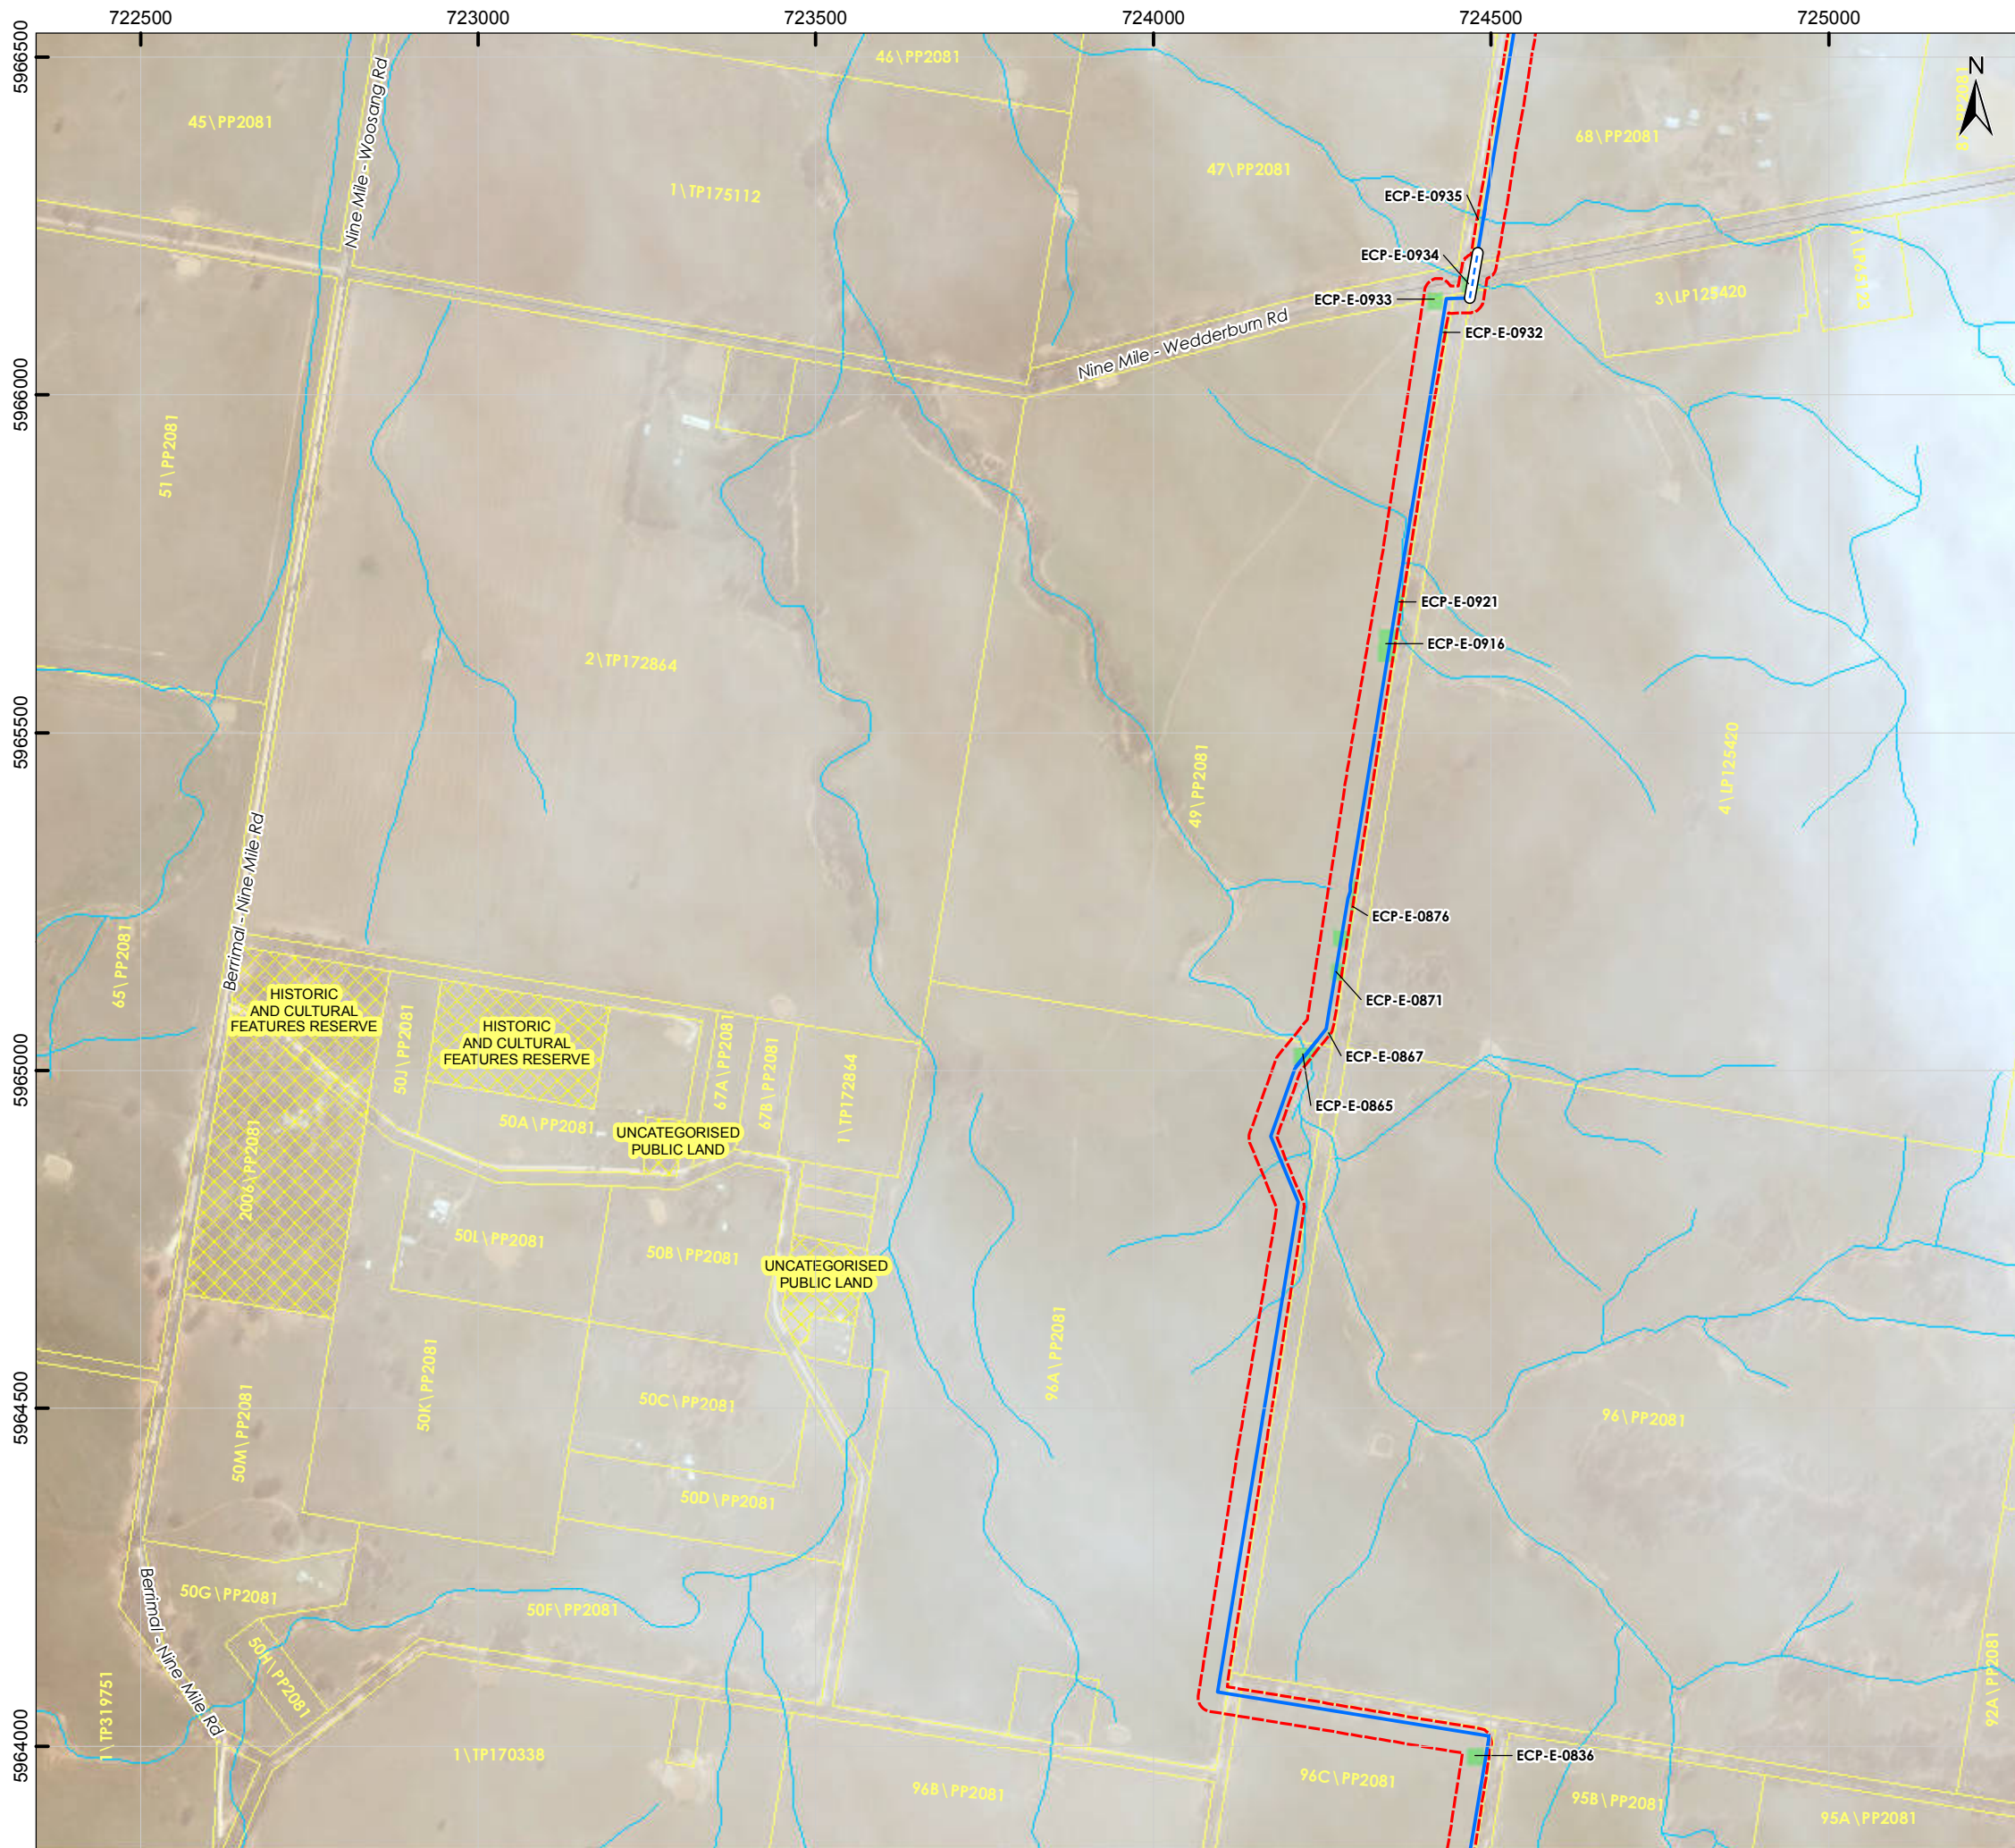 722500
723000
723500
724000
724500
725000
5966500
5966000
5965500
5965000
5964500
5964000
N
46\PP2081
45\PP2081
Nine Mile - Woosang Rd
1\TP175112
47\PP2081
68\PP2081
ECP-E-0935
ECP-E-0934
ECP-E-0933
ECP-E-0932
3\LP125420
Nine Mile - Wedderburn Rd
51\PP2081
2\TP172864
ECP-E-0921
ECP-E-0916
49\PP2081
4\LP125420
Berrimal - Nine Mile Rd
65\PP2081
ECP-E-0876
ECP-E-0871
ECP-E-0867
ECP-E-0865
HISTORIC
AND CULTURAL
FEATURES RESERVE
HISTORIC
AND CULTURAL
FEATURES RESERVE
50J\PP2081
67A\PP2081
67B\PP2081
1\TP172864
50A\PP2081
UNCATEGORISED
PUBLIC LAND
2006\PP2081
50L\PP2081
50B\PP2081
UNCATEGORISED
PUBLIC LAND
96A\PP2081
50K\PP2081
50M\PP2081
50C\PP2081
96\PP2081
50D\PP2081
50G\PP2081
50F\PP2081
50H\PP2081
Berrimal - Nine Mile Rd
1\TP319751
1\TP170338
96B\PP2081
96C\PP2081
ECP-E-0836
95B\PP2081
95A\PP2081
92A\PP2081